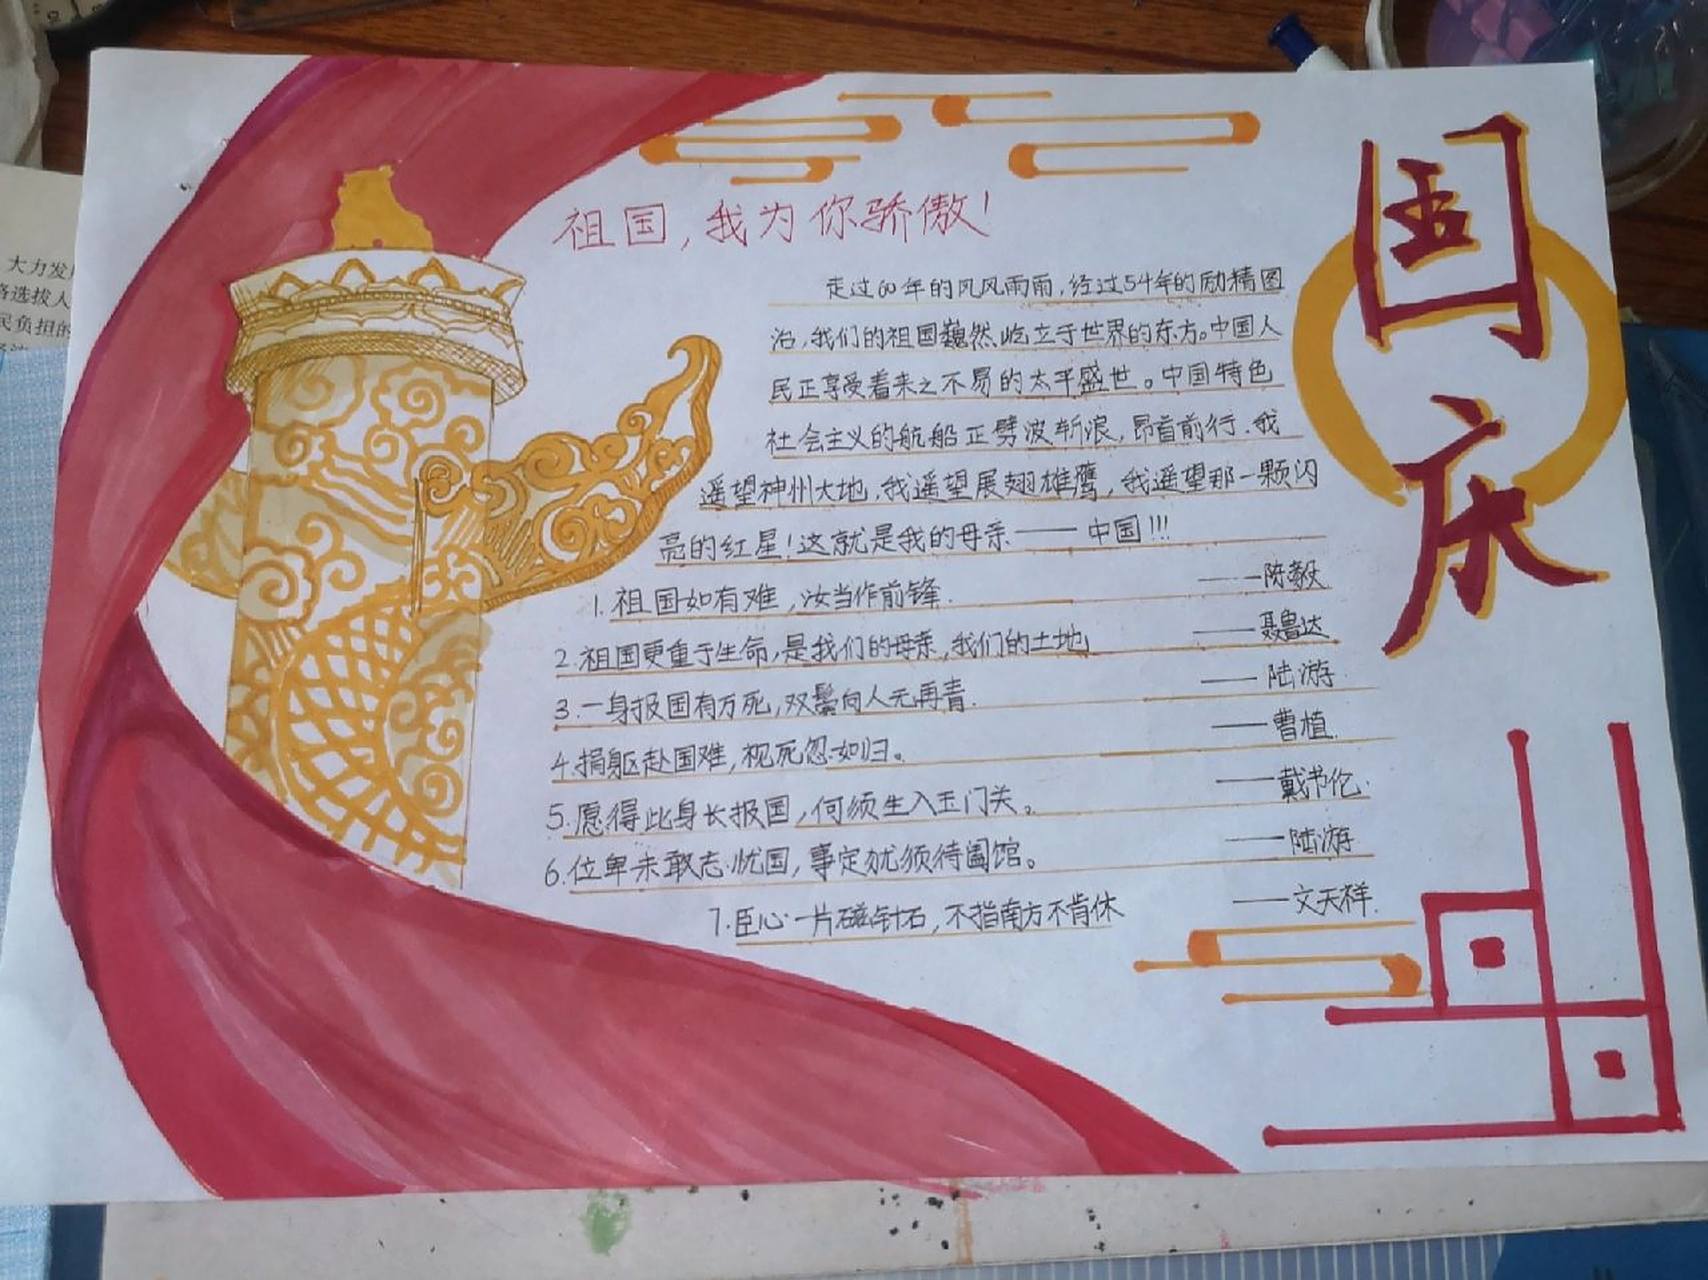 国庆
祖国，我为你骄傲！
走过60年的风风雨雨，经过54年的励精图
治，我们的祖国巍然屹立于世界的东方。中国人
民正享受着来之不易的太平盛世。中国特色
社会主义的航船正劈波斩浪，昂首前行.我
遥望神州大地，我遥望展翅雄鹰，我遥望那一颗闪
亮的红星！这就是我的母亲——中国!!!
1.祖国如有难，汝当作前锋. ——陈毅
2.祖国更重于生命，是我们的母亲，我们的土地 ——聂鲁达
3.一身报国有万死，双鬓向人无再青. ——陆游
4.捐躯赴国难，视死忽如归。 ——曹植
5.愿得此身长报国，何须生入玉门关。 ——戴书伦
6.位卑未敢忘忧国，事定犹须待阖馆。 ——陆游
7.臣心一片磁针石，不指南方不肯休 ——文天祥
大力发
选拔人
民负担的